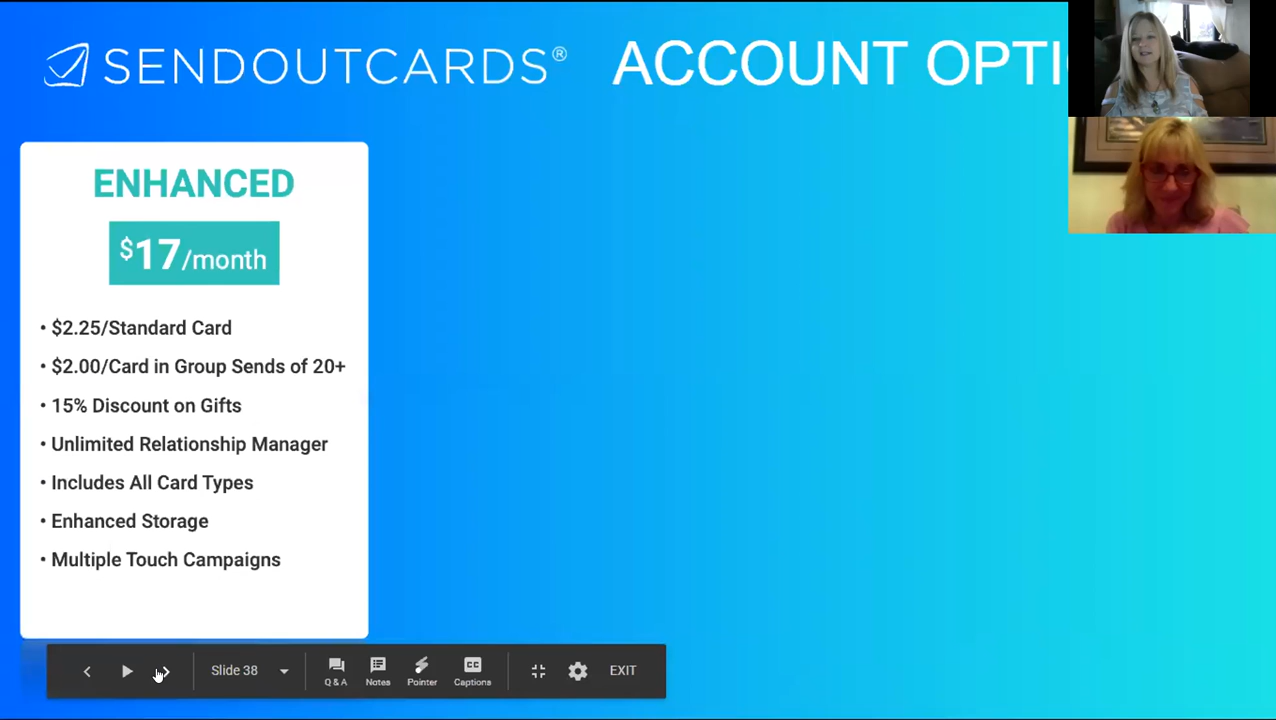 SENDOUTCARDS® ACCOUNT OPTI
ENHANCED
$17/month
• $2.25/Standard Card
• $2.00/Card in Group Sends of 20+
• 15% Discount on Gifts
• Unlimited Relationship Manager
• Includes All Card Types
• Enhanced Storage
• Multiple Touch Campaigns
Slide 38
Q & A
Notes
Pointer
CC
Captions
EXIT